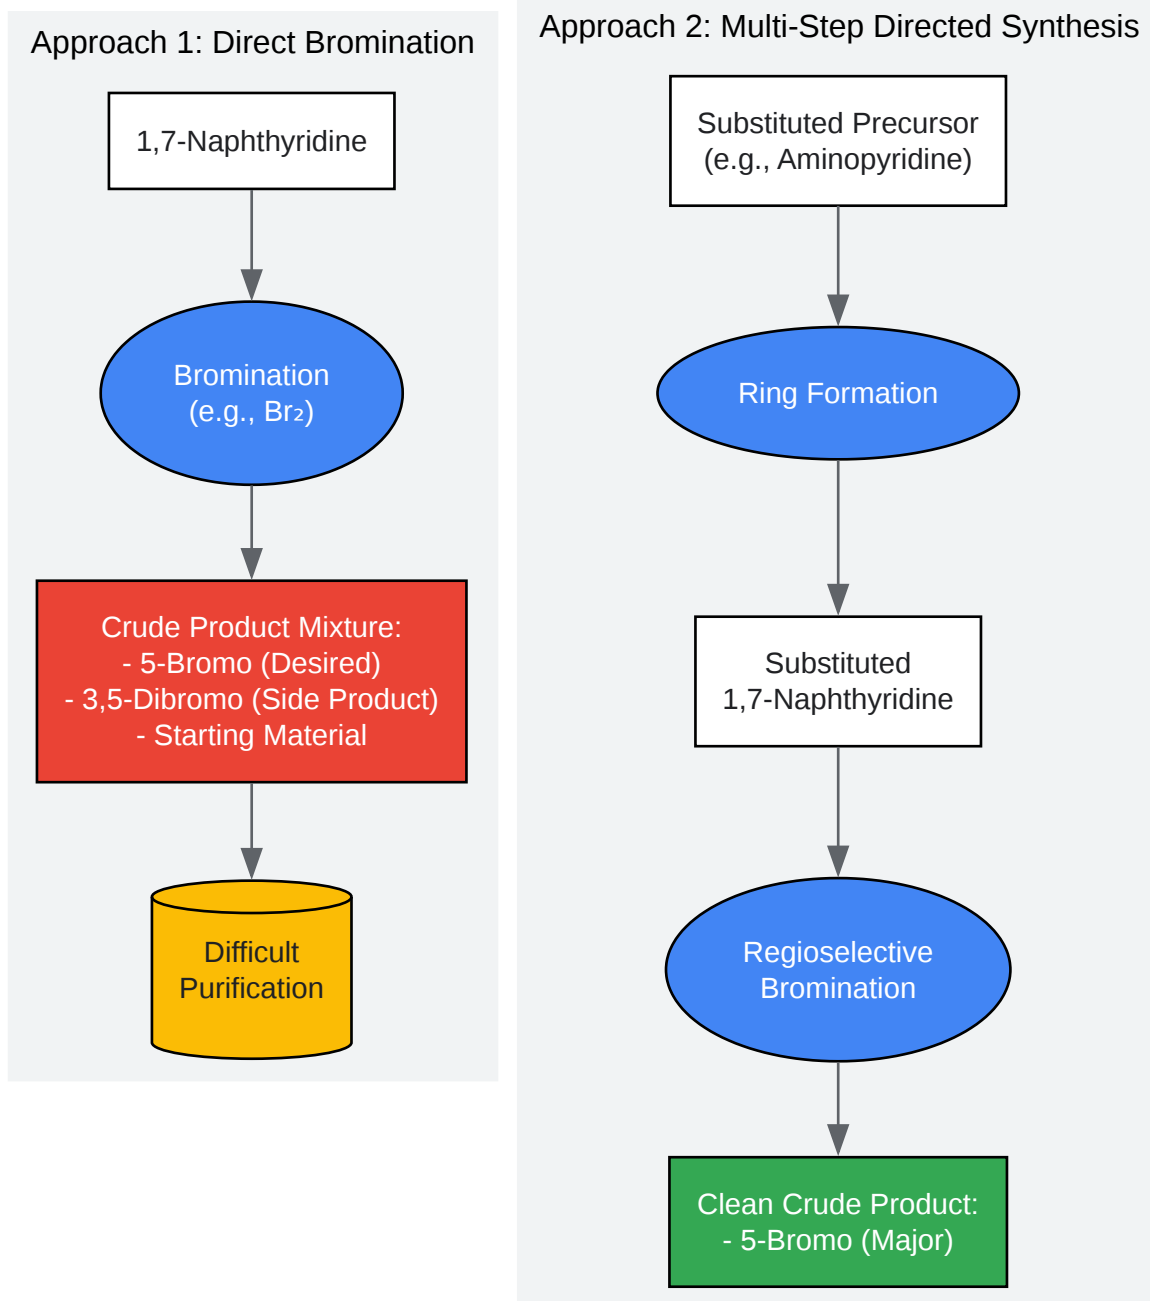 Approach 1: Direct Bromination
1,7-Naphthyridine
Bromination
(e.g., Br₂)
Crude Product Mixture:
- 5-Bromo (Desired)
- 3,5-Dibromo (Side Product)
- Starting Material
Difficult
Purification
Approach 2: Multi-Step Directed Synthesis
Substituted Precursor
(e.g., Aminopyridine)
Ring Formation
Substituted
1,7-Naphthyridine
Regioselective
Bromination
Clean Crude Product:
- 5-Bromo (Major)